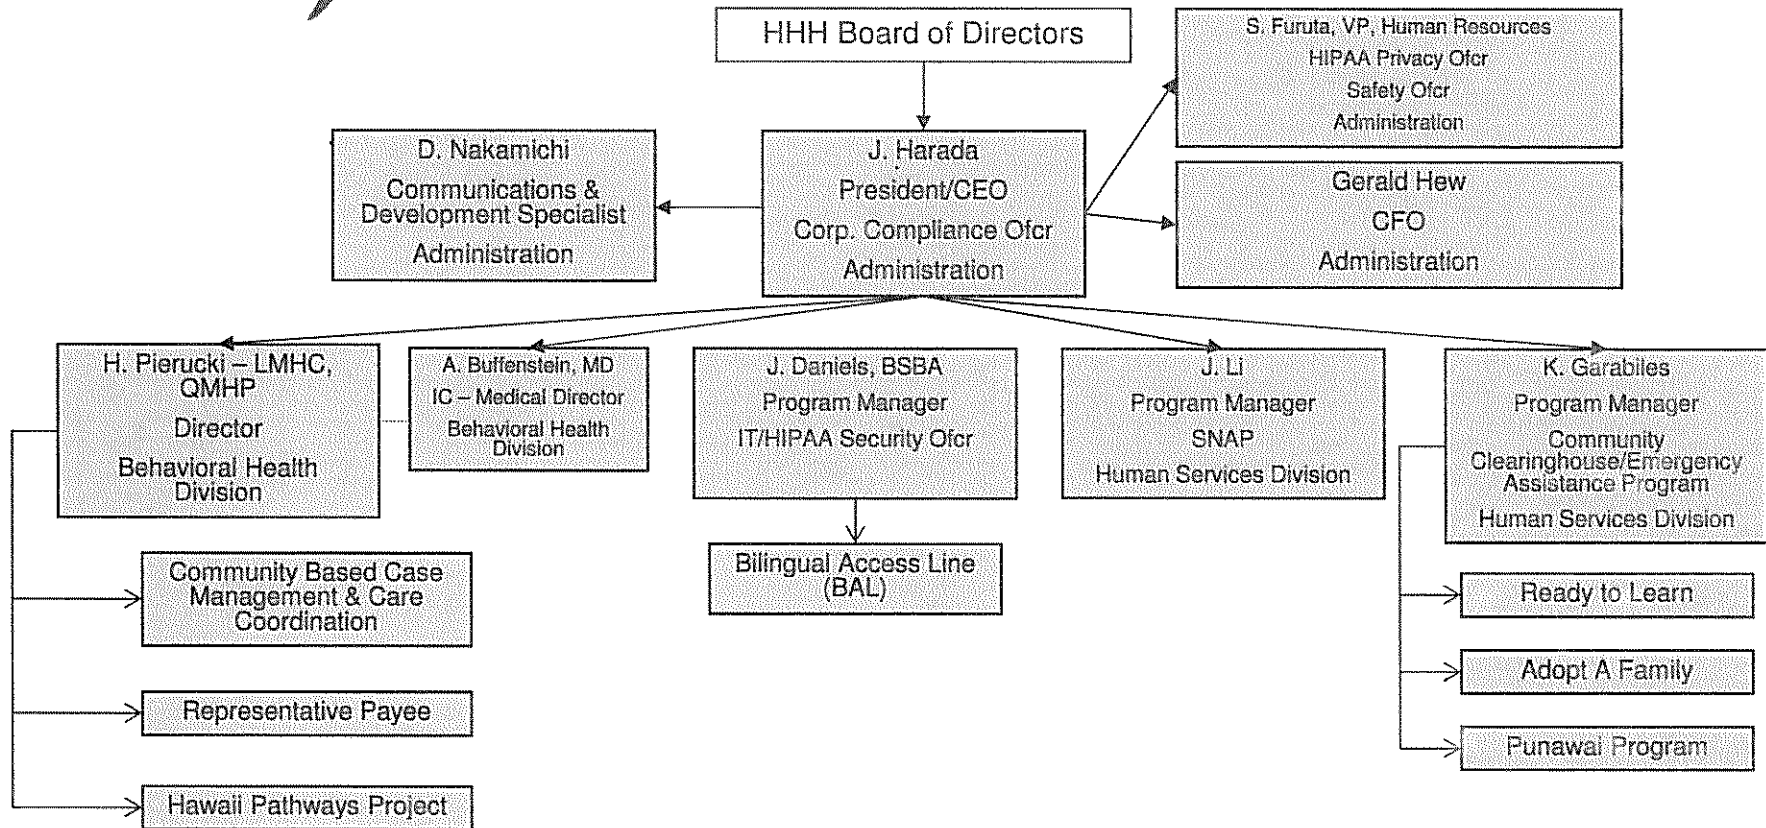 HHH Board of Directors
S. Furuta, VP, Human Resources
HIPAA Privacy Ofcr
Safety Ofcr
Administration
D. Nakamichi
Communications &
Development Specialist
Administration
J. Harada
President/CEO
Corp. Compliance Ofcr
Administration
Gerald Hew
CFO
Administration
H. Pierucki – LMHC,
QMHP
Director
Behavioral Health
Division
A. Buffenstein, MD
IC – Medical Director
Behavioral Health
Division
J. Daniels, BSBA
Program Manager
IT/HIPAA Security Ofcr
J. Li
Program Manager
SNAP
Human Services Division
K. Garabiles
Program Manager
Community
Clearinghouse/Emergency
Assistance Program
Human Services Division
Community Based Case
Management & Care
Coordination
Representative Payee
Hawaii Pathways Project
Bilingual Access Line
(BAL)
Ready to Learn
Adopt A Family
Punawai Program